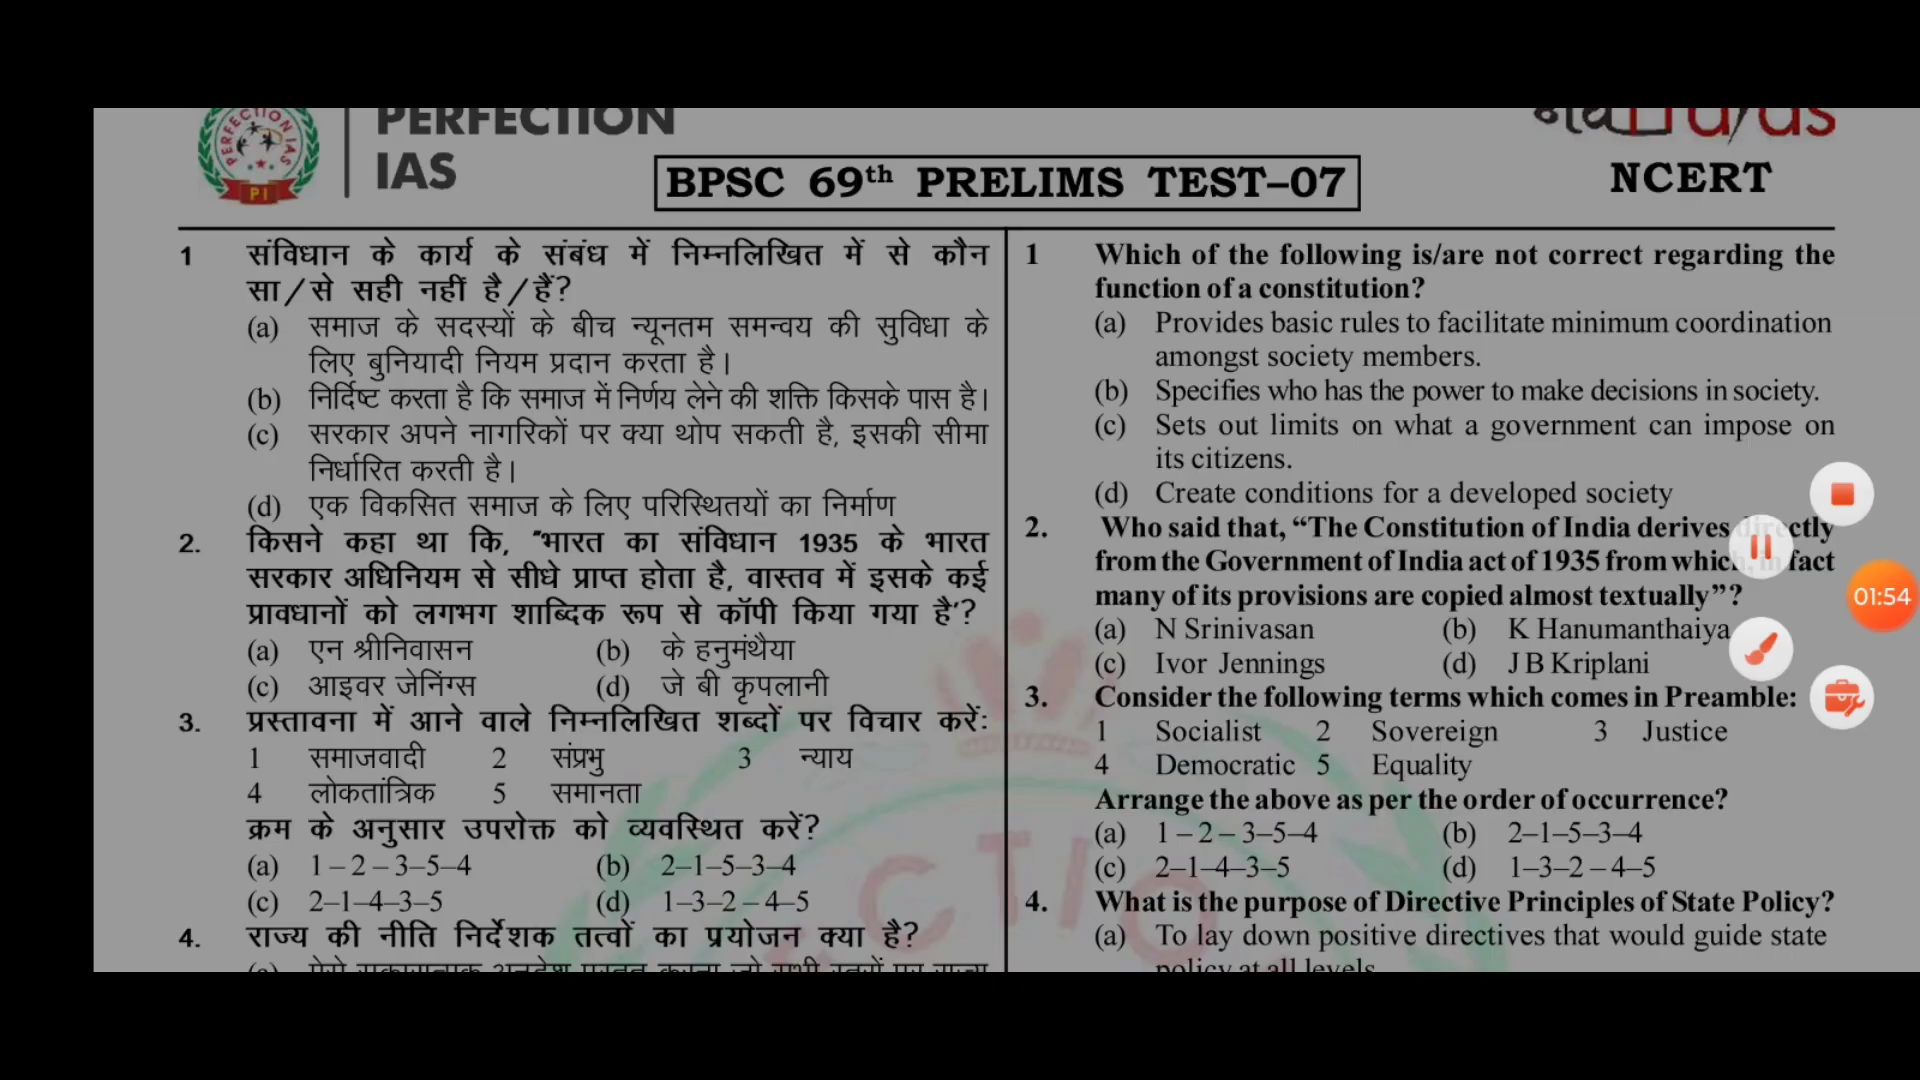 PERFECTION
IAS
PERFECTION IAS
PI
BPSC 69th PRELIMS TEST–07
NCERT
1 संविधान के कार्य के संबंध में निम्नलिखित में से कौन
सा/से सही नहीं है/हैं?
(a) समाज के सदस्यों के बीच न्यूनतम समन्वय की सुविधा के
लिए बुनियादी नियम प्रदान करता है।
(b) निर्दिष्ट करता है कि समाज में निर्णय लेने की शक्ति किसके पास है।
(c) सरकार अपने नागरिकों पर क्या थोप सकती है, इसकी सीमा
निर्धारित करती है।
(d) एक विकसित समाज के लिए परिस्थितयों का निर्माण
2. किसने कहा था कि, "भारत का संविधान 1935 के भारत
सरकार अधिनियम से सीधे प्राप्त होता है, वास्तव में इसके कई
प्रावधानों को लगभग शाब्दिक रूप से कॉपी किया गया है'?
(a) एन श्रीनिवासन (b) के हनुमंथैया
(c) आइवर जेनिंग्स (d) जे बी कृपलानी
3. प्रस्तावना में आने वाले निम्नलिखित शब्दों पर विचार करें:
1 समाजवादी 2 संप्रभु 3 न्याय
4 लोकतांत्रिक 5 समानता
क्रम के अनुसार उपरोक्त को व्यवस्थित करें?
(a) 1 – 2 – 3–5–4 (b) 2–1–5–3–4
(c) 2–1–4–3–5 (d) 1–3–2 – 4–5
4. राज्य की नीति निर्देशक तत्वों का प्रयोजन क्या है?
1 Which of the following is/are not correct regarding the
function of a constitution?
(a) Provides basic rules to facilitate minimum coordination
amongst society members.
(b) Specifies who has the power to make decisions in society.
(c) Sets out limits on what a government can impose on
its citizens.
(d) Create conditions for a developed society
2. Who said that, “The Constitution of India derives directly
from the Government of India act of 1935 from which, in fact
many of its provisions are copied almost textually”?
(a) N Srinivasan (b) K Hanumanthaiya
(c) Ivor Jennings (d) J B Kriplani
3. Consider the following terms which comes in Preamble:
1 Socialist 2 Sovereign 3 Justice
4 Democratic 5 Equality
Arrange the above as per the order of occurrence?
(a) 1 – 2 – 3–5–4 (b) 2–1–5–3–4
(c) 2–1–4–3–5 (d) 1–3–2 – 4–5
4. What is the purpose of Directive Principles of State Policy?
(a) To lay down positive directives that would guide state
policy at all levels
01:54